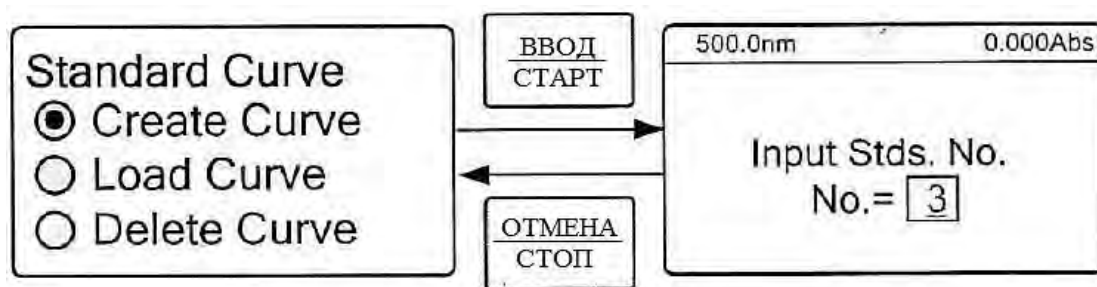 Standard Curve
Create Curve
Load Curve
Delete Curve
ВВОД
СТАРТ
ОТМЕНА
СТОП
500.0nm 0.000Abs
Input Stds. No.
No.= 3